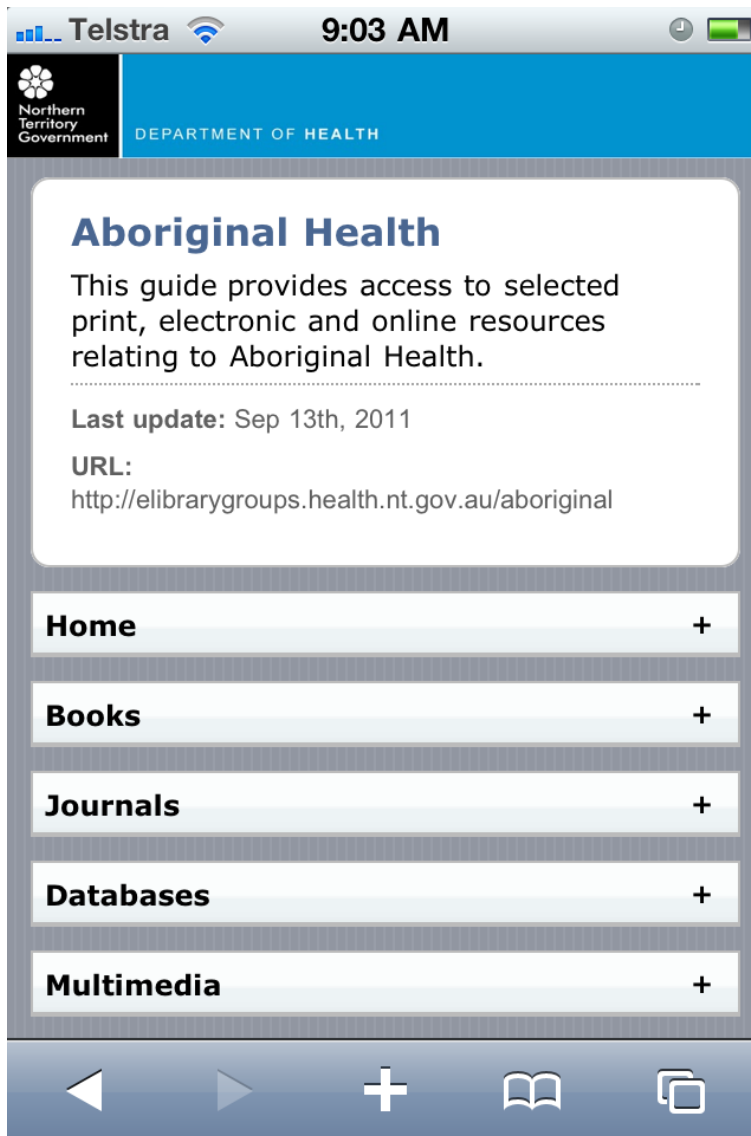 Telstra 9:03 AM
Northern
Territory
Government
DEPARTMENT OF HEALTH
Aboriginal Health
This guide provides access to selected
print, electronic and online resources
relating to Aboriginal Health.
Last update: Sep 13th, 2011
URL:
http://elibrarygroups.health.nt.gov.au/aboriginal
Home +
Books +
Journals +
Databases +
Multimedia +